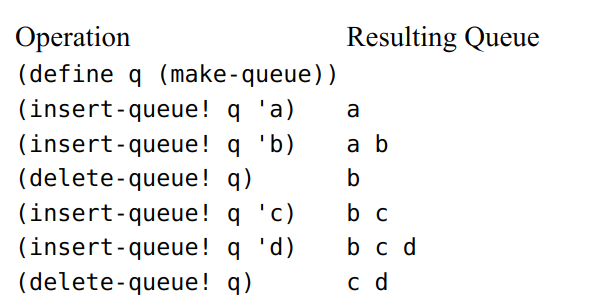 Operation Resulting Queue
(define q (make-queue))
(insert-queue! q 'a) a
(insert-queue! q 'b) a b
(delete-queue! q) b
(insert-queue! q 'c) b c
(insert-queue! q 'd) b c d
(delete-queue! q) c d